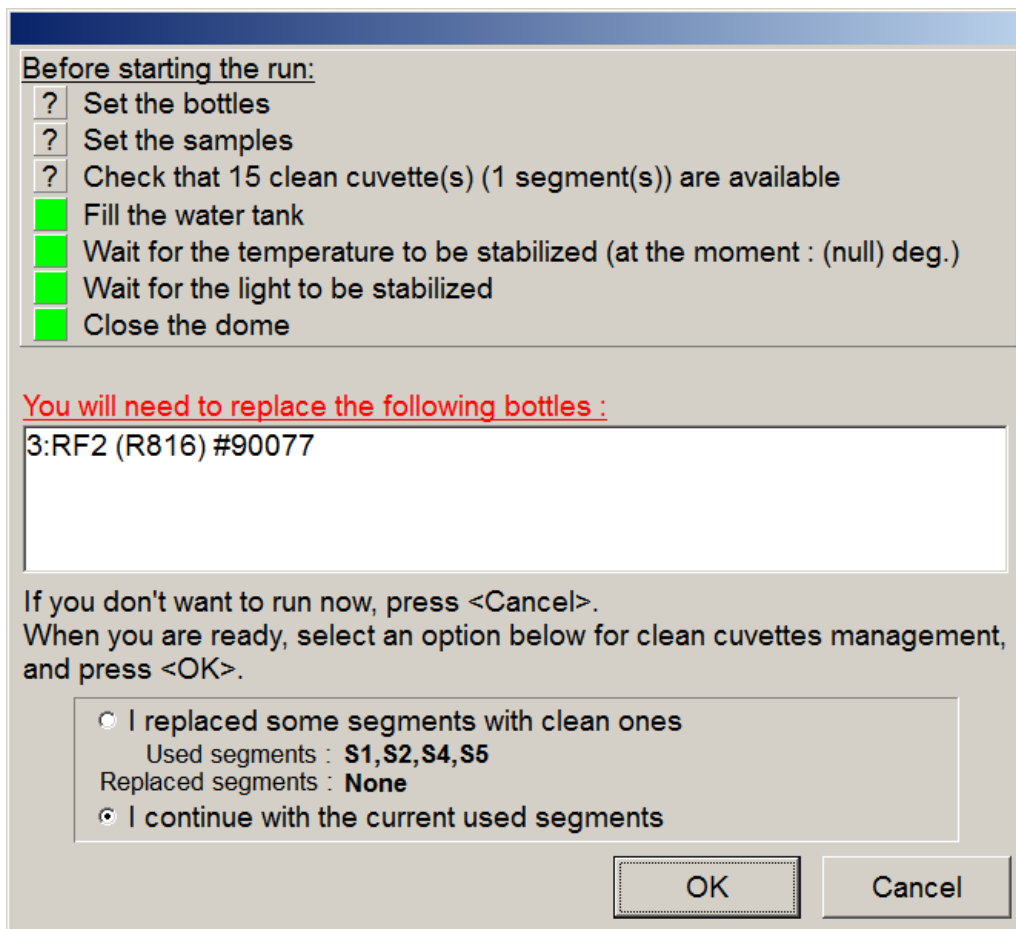 Before starting the run:
? Set the bottles
? Set the samples
? Check that 15 clean cuvette(s) (1 segment(s)) are available
Fill the water tank
Wait for the temperature to be stabilized (at the moment : (null) deg.)
Wait for the light to be stabilized
Close the dome
You will need to replace the following bottles :
3:RF2 (R816) #90077
If you don't want to run now, press <Cancel>.
When you are ready, select an option below for clean cuvettes management,
and press <OK>.
I replaced some segments with clean ones
Used segments : S1,S2,S4,S5
Replaced segments : None
I continue with the current used segments
OK Cancel